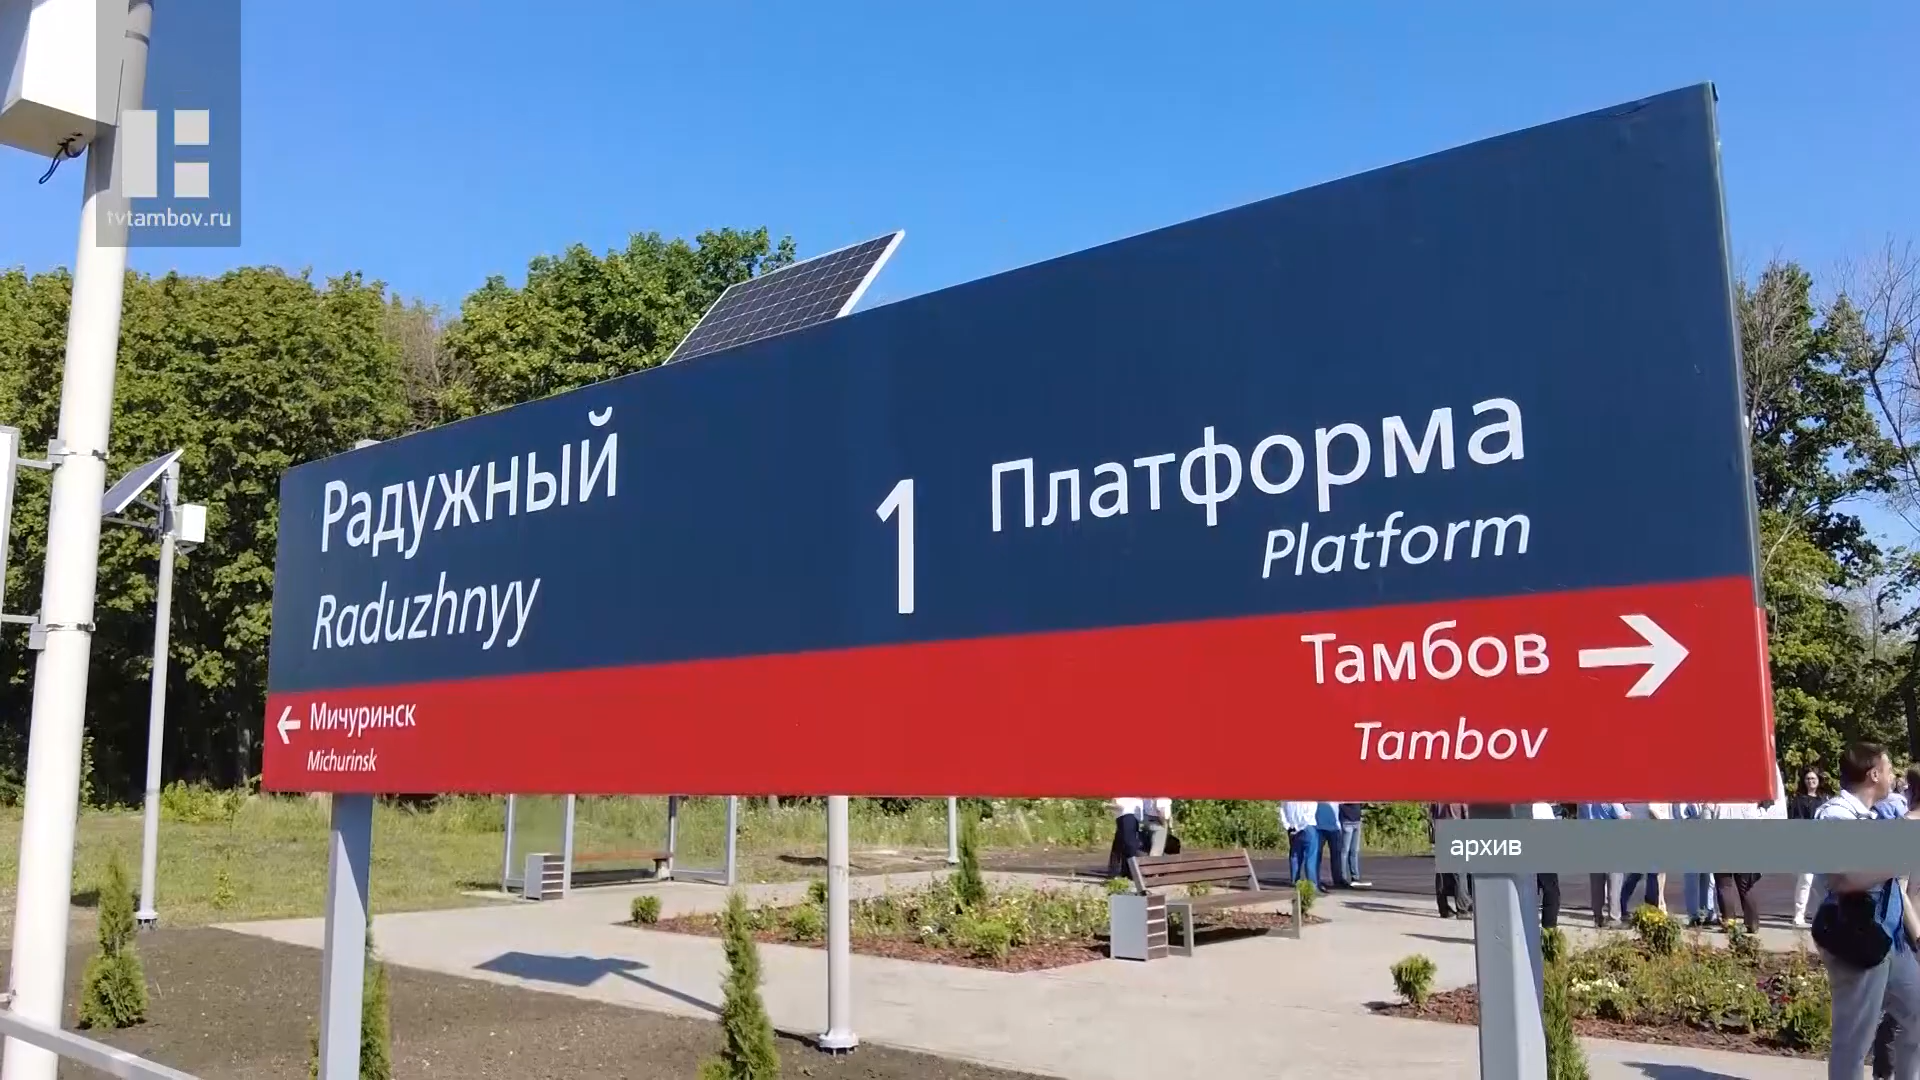 tvtambov.ru
Радужный
Raduzhnyy
1
Платформа
Platform
← Мичуринск
Michurinsk
Тамбов →
Tambov
архив